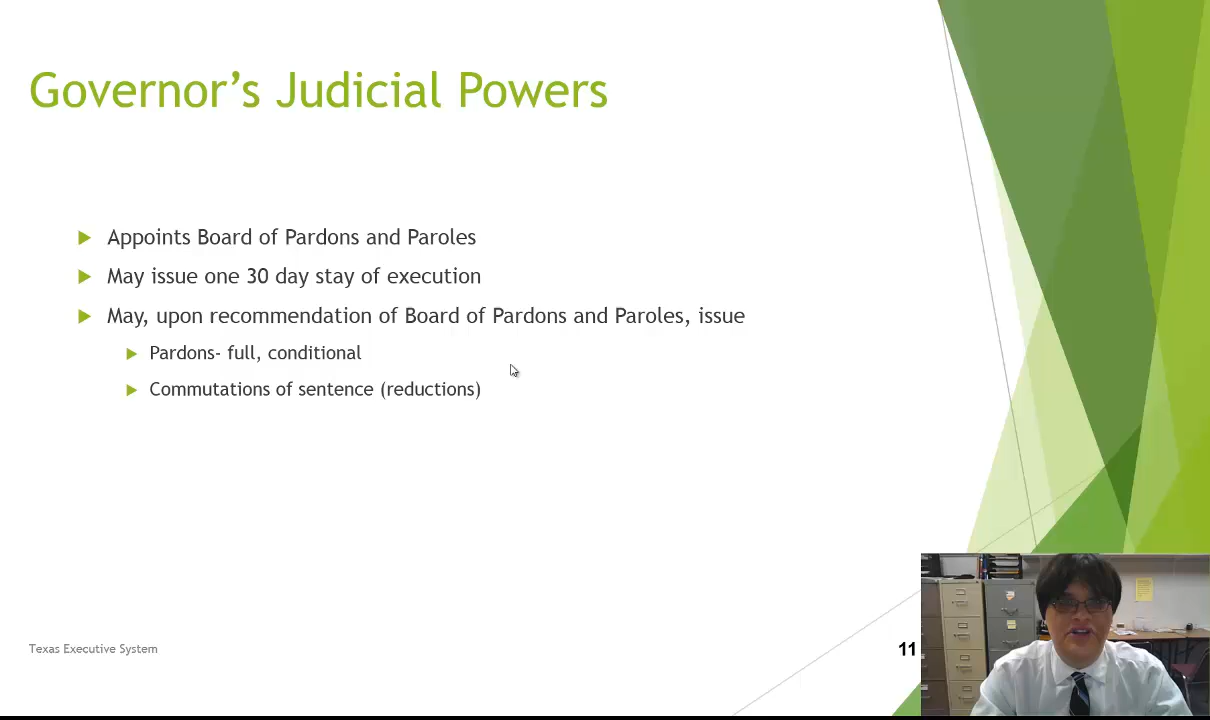 Governor’s Judicial Powers
Appoints Board of Pardons and Paroles
May issue one 30 day stay of execution
May, upon recommendation of Board of Pardons and Paroles, issue
Pardons- full, conditional
Commutations of sentence (reductions)
Texas Executive System
11